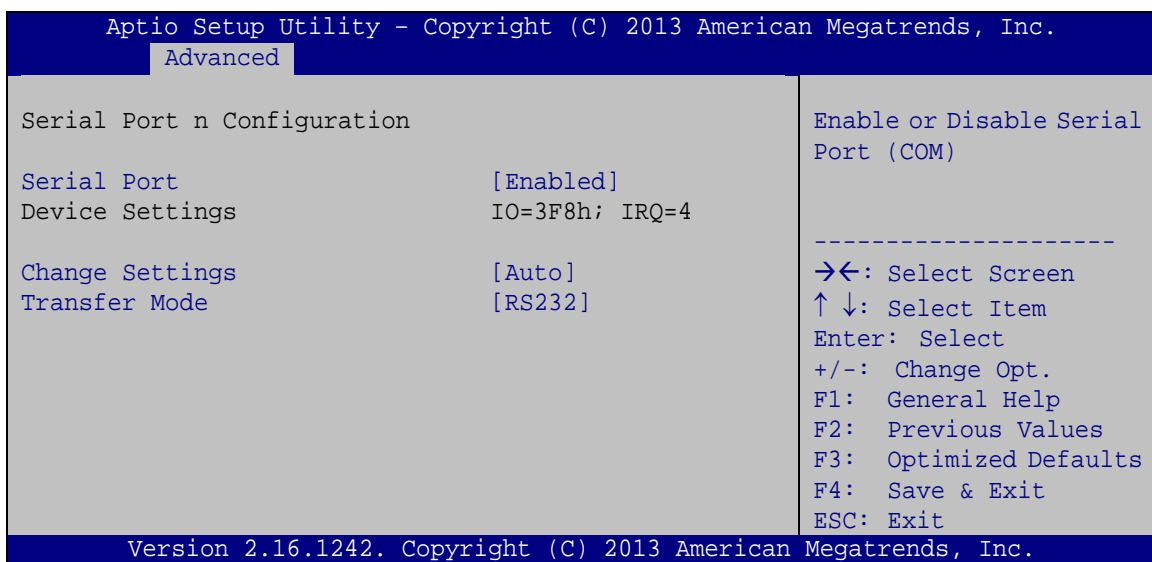 Aptio Setup Utility – Copyright (C) 2013 American Megatrends, Inc.
Advanced
Serial Port n Configuration
Serial Port [Enabled]
Device Settings IO=3F8h; IRQ=4
Change Settings [Auto]
Transfer Mode [RS232]
Enable or Disable Serial
Port (COM)
---------------------
→←: Select Screen
↑ ↓: Select Item
Enter: Select
+/-: Change Opt.
F1: General Help
F2: Previous Values
F3: Optimized Defaults
F4: Save & Exit
ESC: Exit
Version 2.16.1242. Copyright (C) 2013 American Megatrends, Inc.